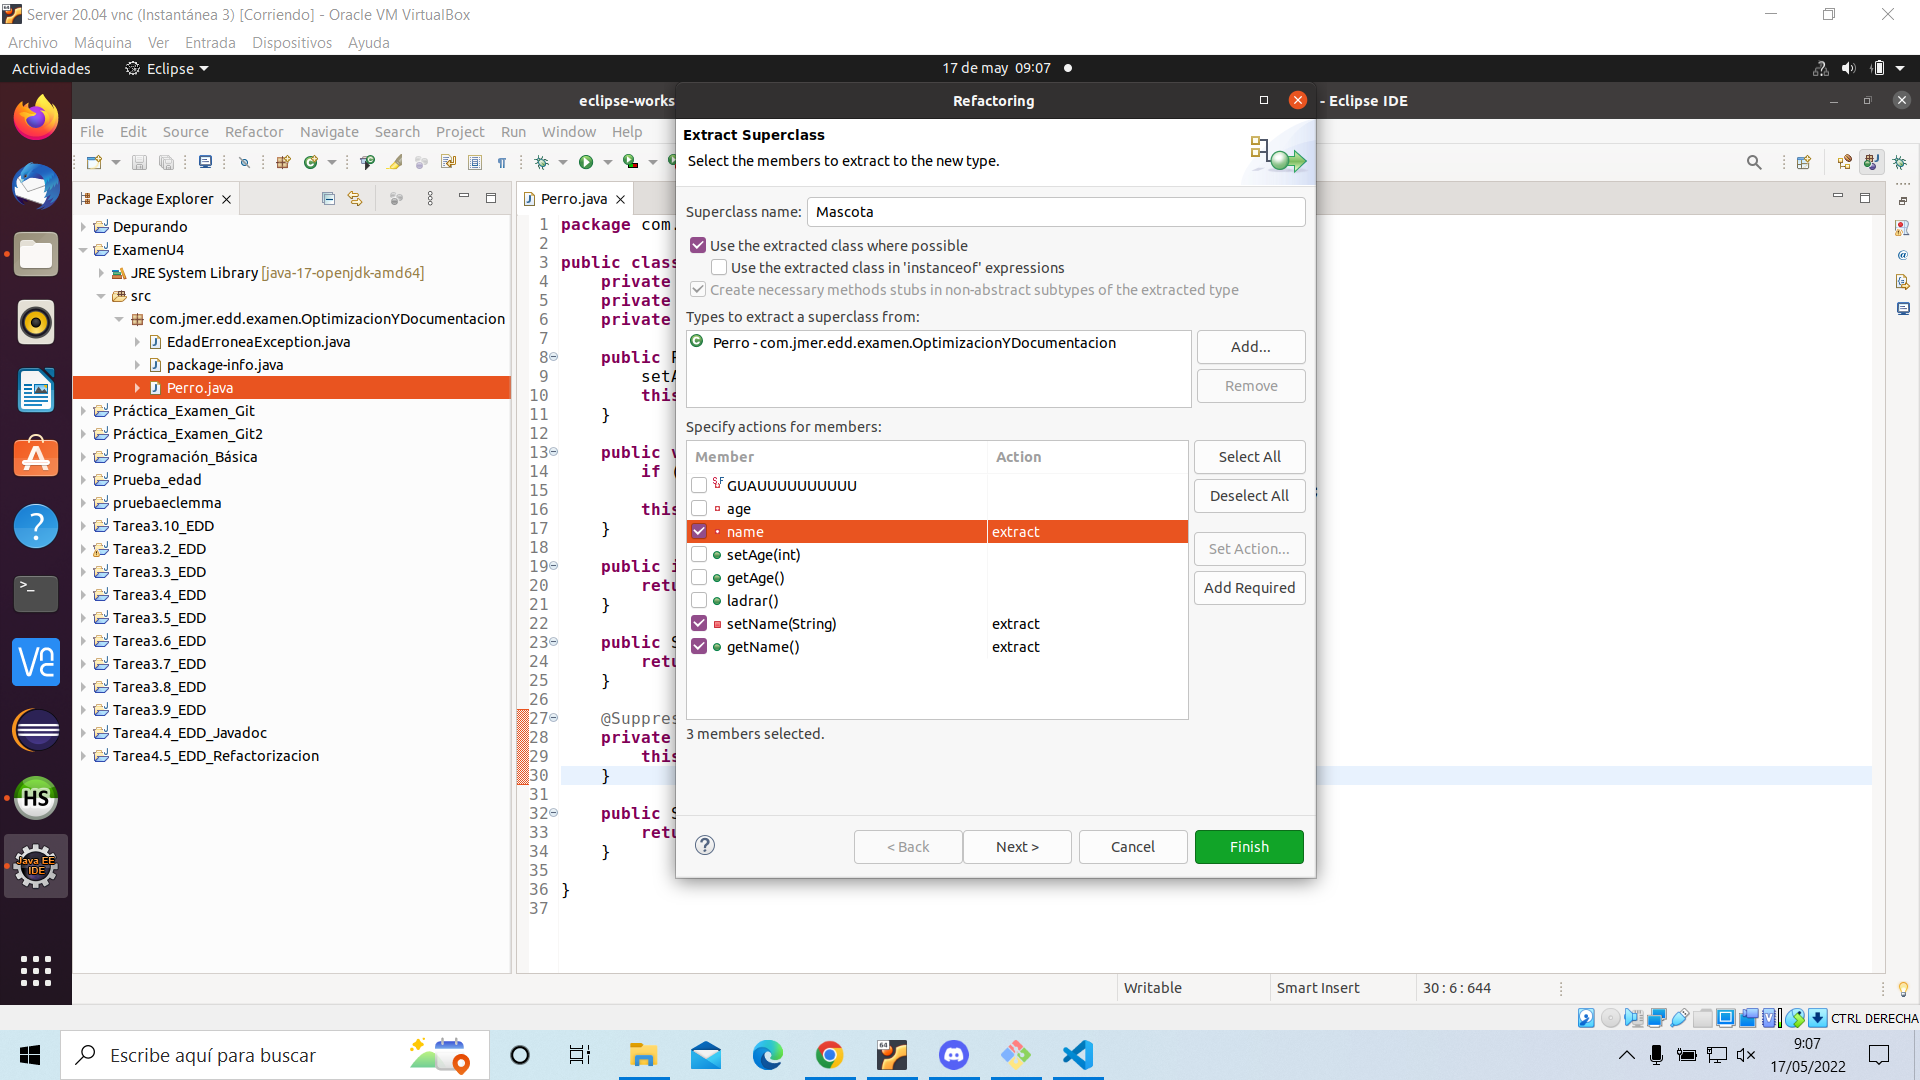 Server 20.04 vnc (Instantánea 3) [Corriendo] - Oracle VM VirtualBox
Archivo Máquina Ver Entrada Dispositivos Ayuda
Actividades Eclipse 17 de may 09:07
eclipse-works - Eclipse IDE
Refactoring
File Edit Source Refactor Navigate Search Project Run Window Help
Package Explorer
Depurando
ExamenU4
JRE System Library [java-17-openjdk-amd64]
src
com.jmer.edd.examen.OptimizacionYDocumentacion
EdadErroneaException.java
package-info.java
Perro.java
Práctica_Examen_Git
Práctica_Examen_Git2
Programación_Básica
Prueba_edad
pruebaeclemma
Tarea3.10_EDD
Tarea3.2_EDD
Tarea3.3_EDD
Tarea3.4_EDD
Tarea3.5_EDD
Tarea3.6_EDD
Tarea3.7_EDD
Tarea3.8_EDD
Tarea3.9_EDD
Tarea4.4_EDD_Javadoc
Tarea4.5_EDD_Refactorizacion
Perro.java
1 package com.
2
3 public class
4 private
5 private
6 private
7
8 public P
9 setA
10 this
11 }
12
13 public v
14 if (
15
16 this
17 }
18
19 public i
20 retu
21 }
22
23 public S
24 retu
25 }
26
27 @Suppres
28 private
29 this
30 }
31
32 public S
33 retu
34 }
35
36 }
37
Extract Superclass
Select the members to extract to the new type.
Superclass name: Mascota
Use the extracted class where possible
Use the extracted class in 'instanceof' expressions
Create necessary methods stubs in non-abstract subtypes of the extracted type
Types to extract a superclass from:
Perro - com.jmer.edd.examen.OptimizacionYDocumentacion
Add...
Remove
Specify actions for members:
Member Action
GUAUUUUUUUUUU
age
name extract
setAge(int)
getAge()
ladrar()
setName(String) extract
getName() extract
Select All
Deselect All
Set Action...
Add Required
3 members selected.
< Back Next > Cancel Finish
Writable Smart Insert 30 : 6 : 644
HS
Java EE
IDE
CTRL DERECHA
Escribe aquí para buscar
64
9:07
17/05/2022